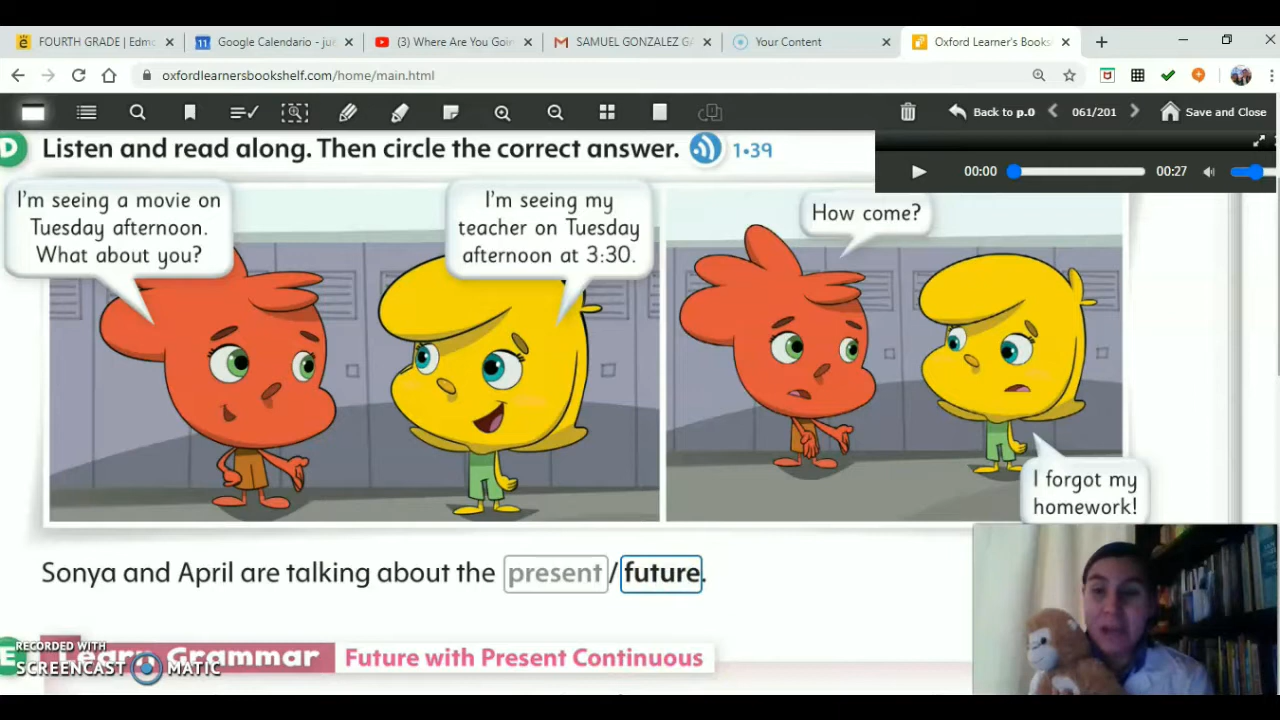 FOURTH GRADE | Edmo
Google Calendario - jui
(3) Where Are You Goin
SAMUEL GONZALEZ GA
Your Content
Oxford Learner's Books
oxfordlearnersbookshelf.com/home/main.html
Back to p.0
061/201
Save and Close
D Listen and read along. Then circle the correct answer. 1•39
00:00
00:27
I'm seeing a movie on
Tuesday afternoon.
What about you?
I'm seeing my
teacher on Tuesday
afternoon at 3:30.
How come?
I forgot my
homework!
Sonya and April are talking about the present / future.
E Learn Grammar Future with Present Continuous
RECORDED WITH
SCREENCAST MATIC